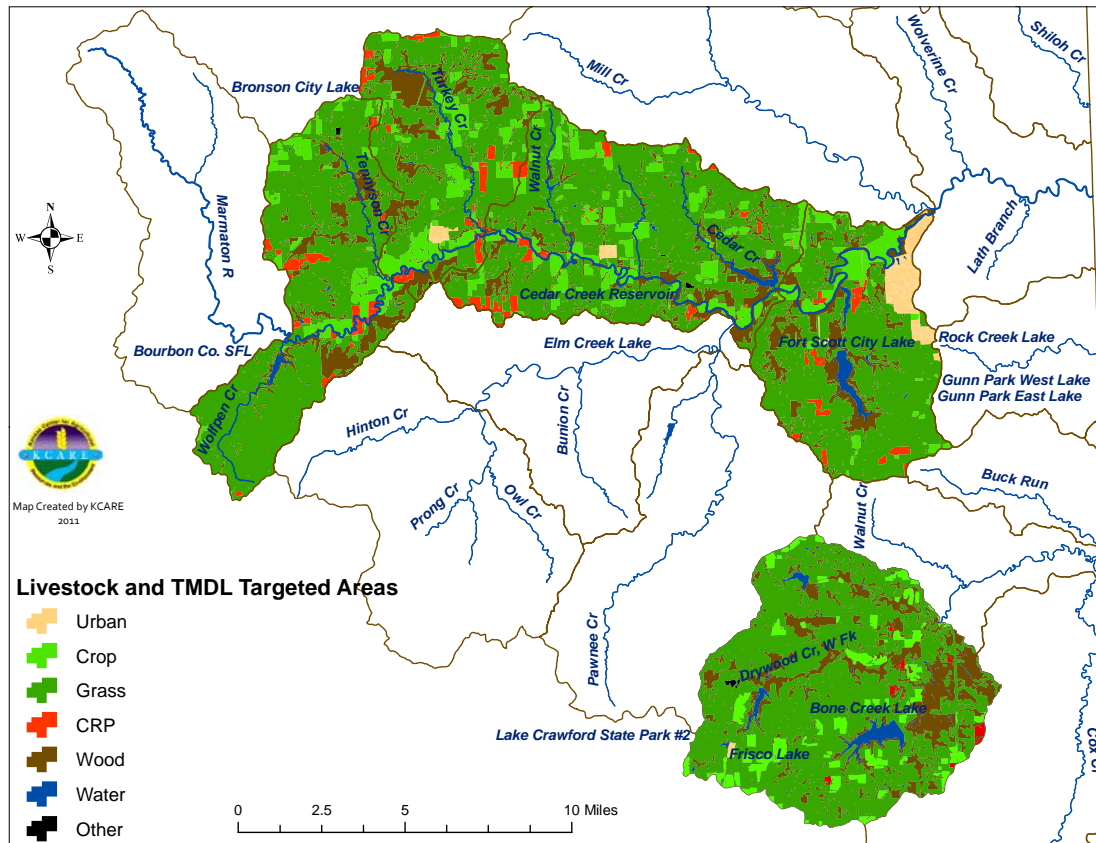 Shiloh Cr
Wolverine Cr
Mill Cr
Bronson City Lake
Turkey Cr
Walnut Cr
Tennyson Cr
Marmaton R
N
W E
S
Lath Branch
Cedar Cr
Cedar Creek Reservoir
Bourbon Co. SFL
Elm Creek Lake
Fort Scott City Lake
Rock Creek Lake
Gunn Park West Lake
Gunn Park East Lake
Wolfpen Cr
Hinton Cr
Bunion Cr
KCARE
Map Created by KCARE
2011
Prong Cr
Owl Cr
Walnut Cr
Buck Run
Livestock and TMDL Targeted Areas
Urban
Crop
Grass
CRP
Wood
Water
Other
Pawnee Cr
Drywood Cr, W Fk
Bone Creek Lake
Lake Crawford State Park #2
Frisco Lake
Cox Cr
0 2.5 5 10 Miles